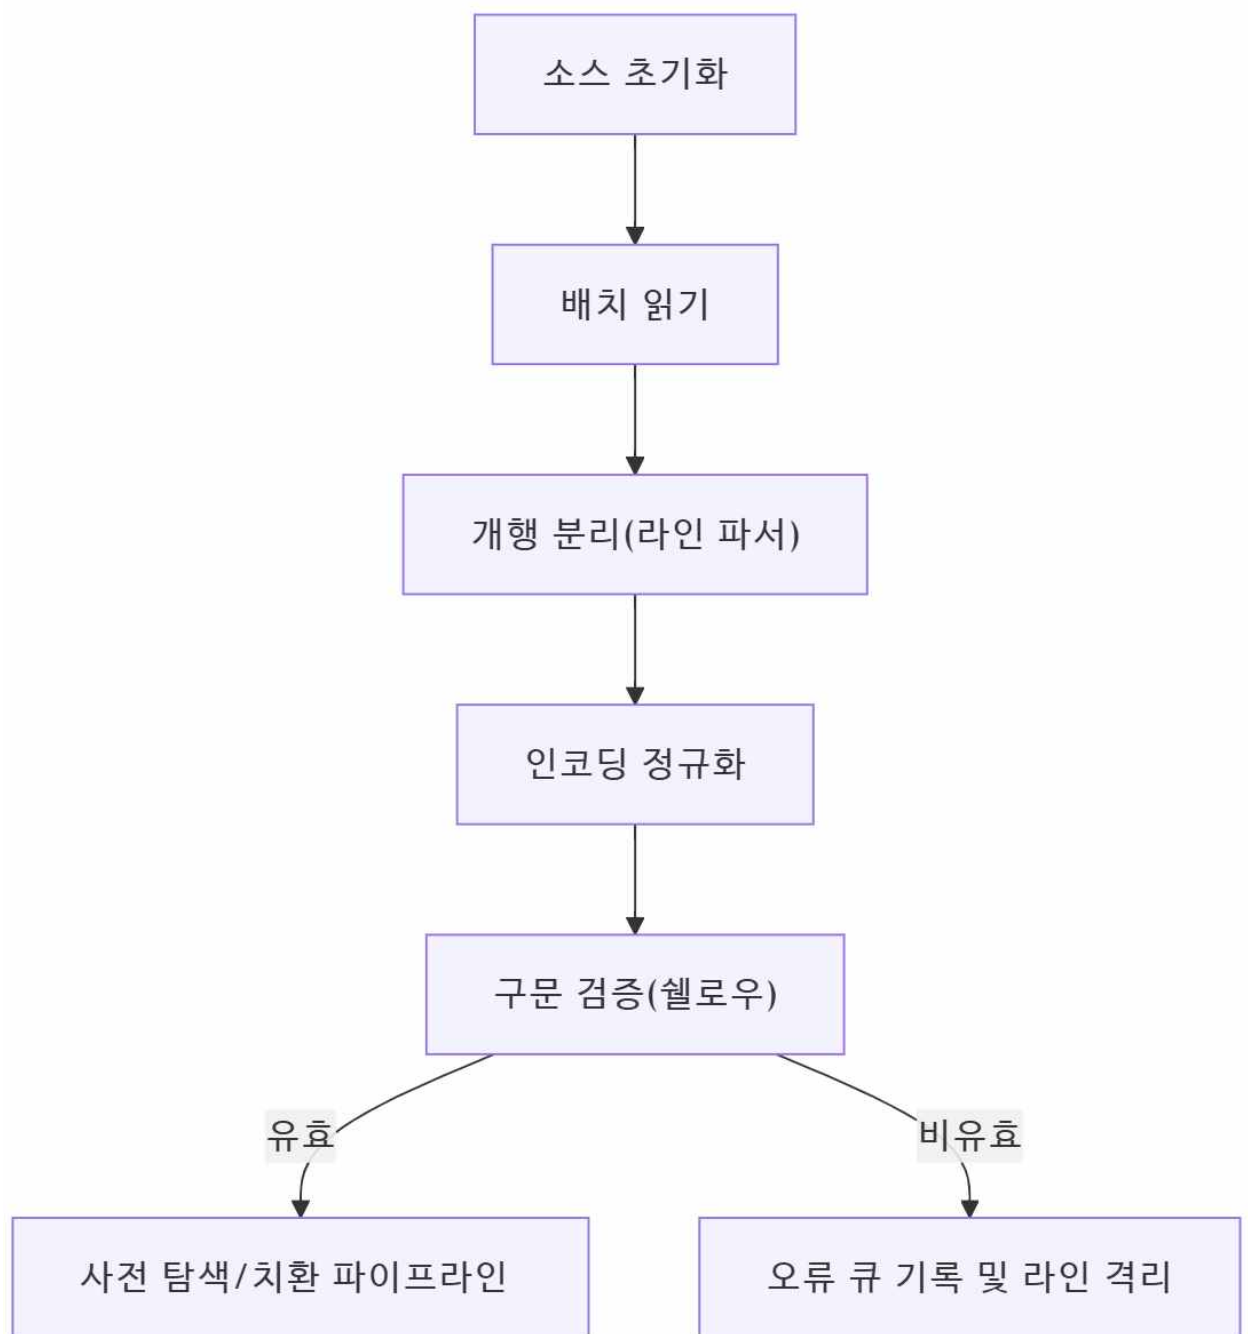 소스 초기화
배치 읽기
개행 분리(라인 파서)
인코딩 정규화
구문 검증(쉘로우)
유효
비유효
사전 탐색/치환 파이프라인
오류 큐 기록 및 라인 격리